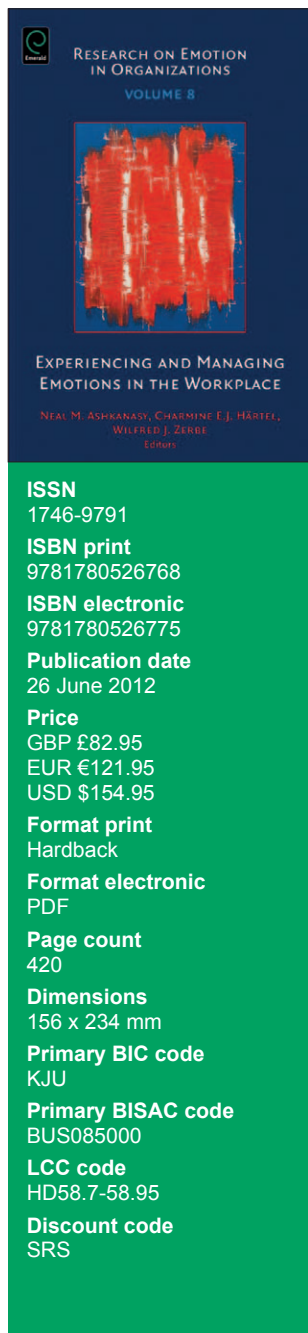 Emerald
RESEARCH ON EMOTION
IN ORGANIZATIONS
VOLUME 8
EXPERIENCING AND MANAGING
EMOTIONS IN THE WORKPLACE
NEAL M. ASHKANASY, CHARMINE E.J. HÄRTEL,
WILFRED J. ZERBE
Editors
ISSN
1746-9791
ISBN print
9781780526768
ISBN electronic
9781780526775
Publication date
26 June 2012
Price
GBP £82.95
EUR €121.95
USD $154.95
Format print
Hardback
Format electronic
PDF
Page count
420
Dimensions
156 x 234 mm
Primary BIC code
KJU
Primary BISAC code
BUS085000
LCC code
HD58.7-58.95
Discount code
SRS